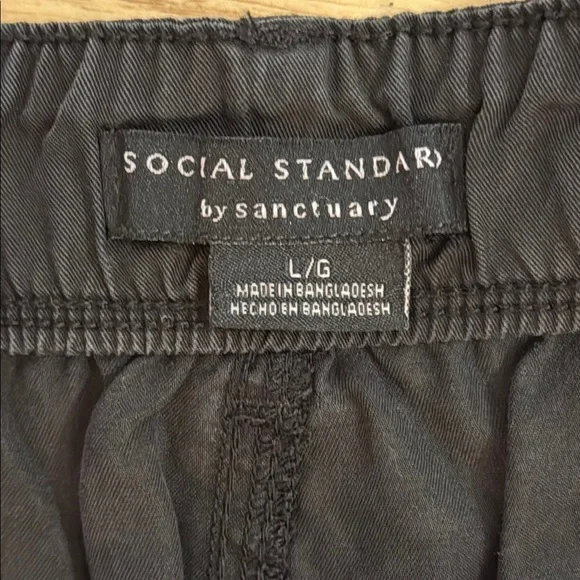 SOCIAL STANDARD
by sanctuary
L/G
MADE IN BANGLADESH
HECHO EN BANGLADESH